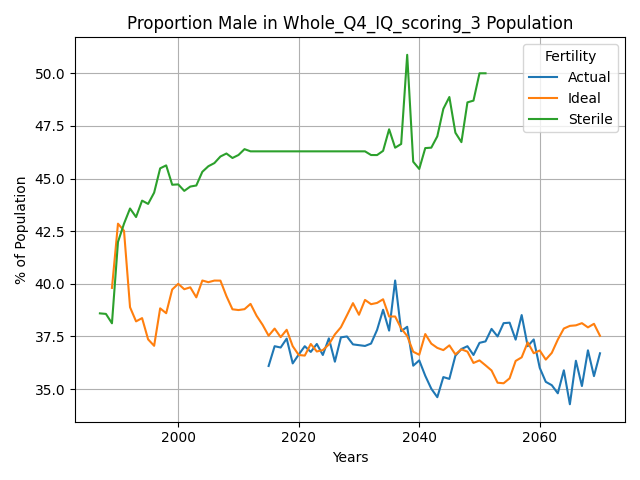 Proportion Male in Whole_Q4_IQ_scoring_3 Population
Fertility
Actual
Ideal
Sterile
50.0
47.5
45.0
42.5
40.0
37.5
35.0
% of Population
2000
2020
2040
2060
Years